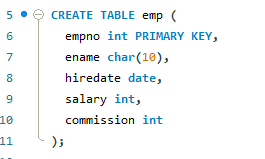 5 CREATE TABLE emp (
6 empno int PRIMARY KEY,
7 ename char(10),
8 hiredate date,
9 salary int,
10 commission int
11 );